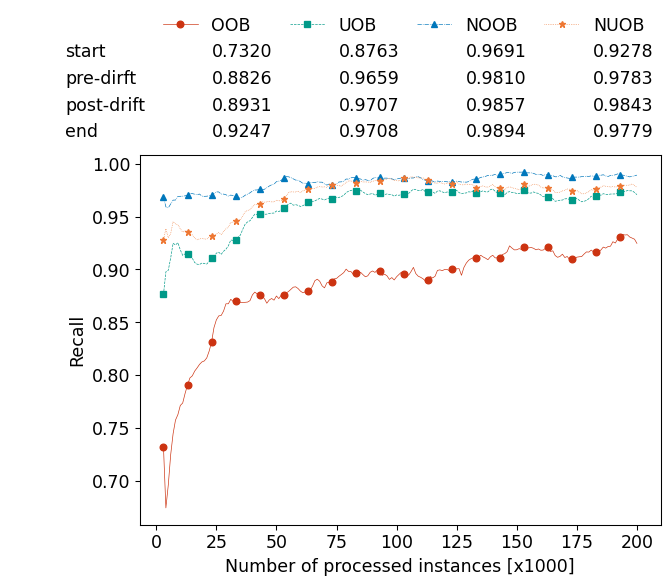 OOB UOB NOOB NUOB
start 0.7320 0.8763 0.9691 0.9278
pre-dirft 0.8826 0.9659 0.9810 0.9783
post-drift 0.8931 0.9707 0.9857 0.9843
end 0.9247 0.9708 0.9894 0.9779
1.00
0.95
0.90
0.85
0.80
0.75
0.70
Recall
0 25 50 75 100 125 150 175 200
Number of processed instances [x1000]